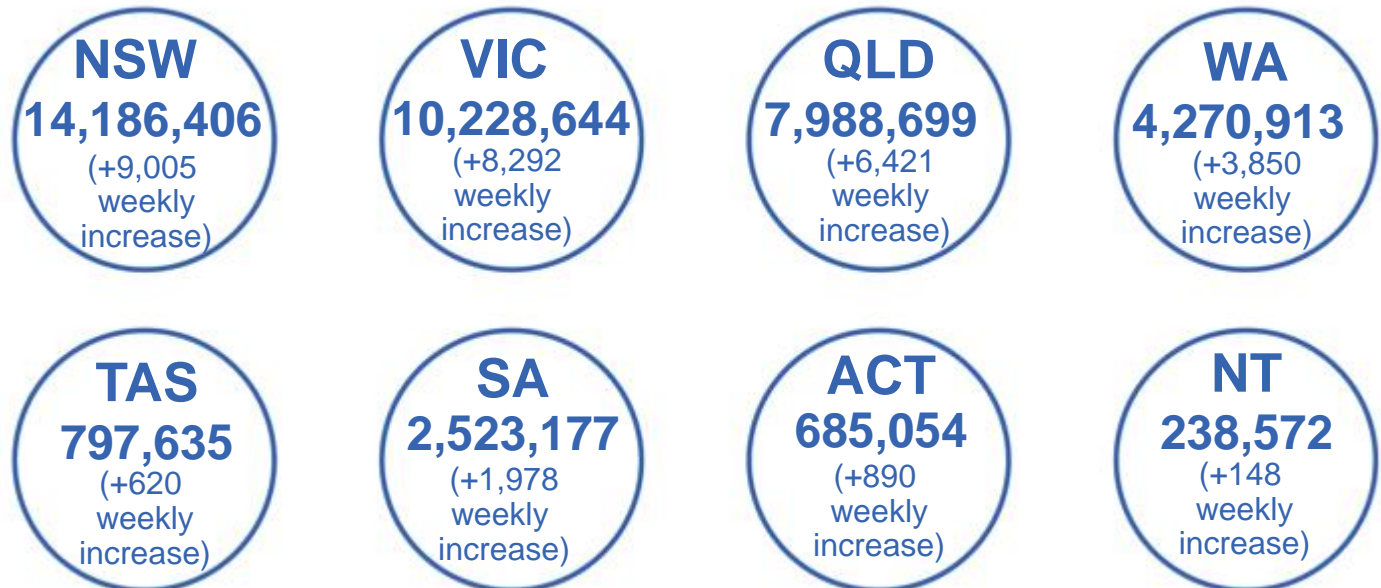 NSW
14,186,406
(+9,005
weekly
increase)
VIC
10,228,644
(+8,292
weekly
increase)
QLD
7,988,699
(+6,421
weekly
increase)
WA
4,270,913
(+3,850
weekly
increase)
TAS
797,635
(+620
weekly
increase)
SA
2,523,177
(+1,978
weekly
increase)
ACT
685,054
(+890
weekly
increase)
NT
238,572
(+148
weekly
increase)